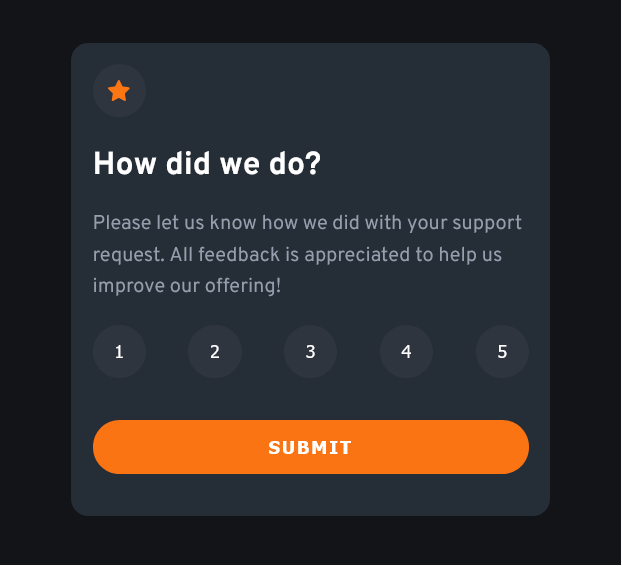 How did we do?
Please let us know how we did with your support
request. All feedback is appreciated to help us
improve our offering!
1 2 3 4 5
SUBMIT